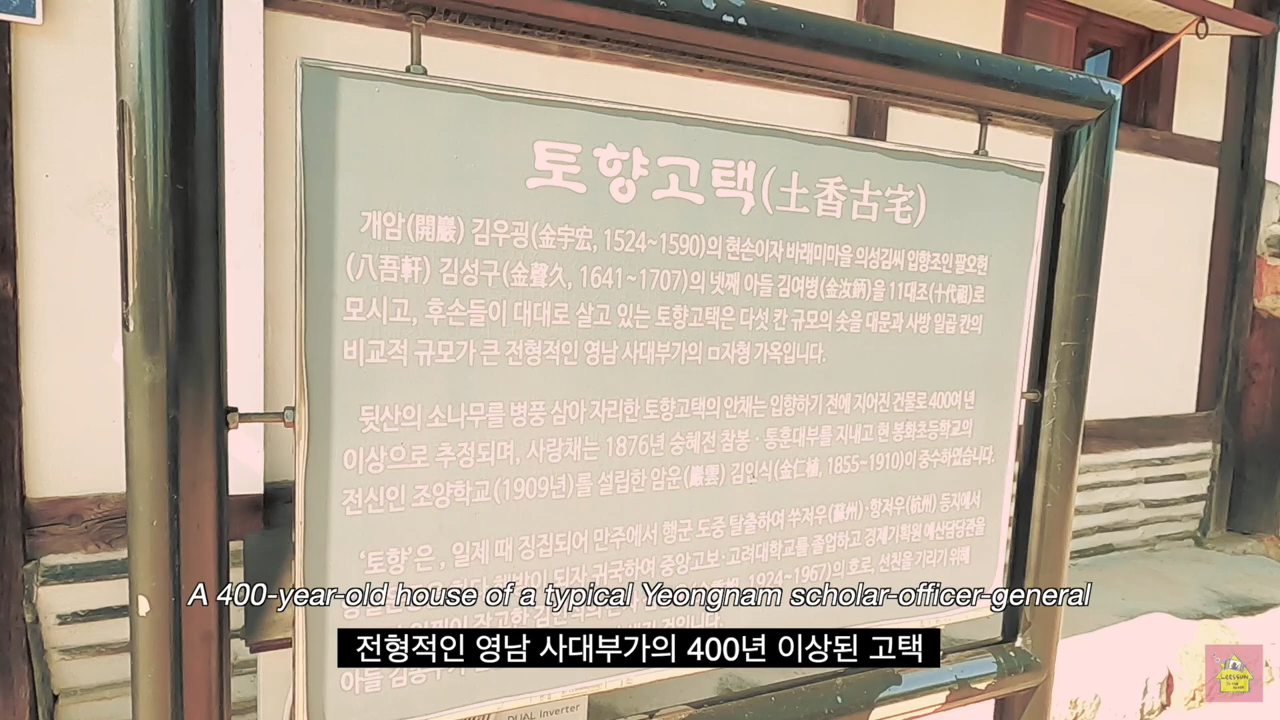 토향고택(土香古宅)
개암(開巖) 김우굉(金宇宏, 1524~1590)의 현손이자 바래미마을 의성김씨 입향조인 팔오헌
(八吾軒) 김성구(金聲久, 1641~1707)의 넷째 아들 김여병(金汝鈵)을 11대조(十代祖)로
모시고, 후손들이 대대로 살고 있는 토향고택은 다섯 칸 규모의 솟을 대문과 사방 일곱 칸의
비교적 규모가 큰 전형적인 영남 사대부가의 ㅁ자형 가옥입니다.
뒷산의 소나무를 병풍 삼아 자리한 토향고택의 안채는 입향하기 전에 지어진 건물로 400여 년
이상으로 추정되며, 사랑채는 1876년 숭혜전 참봉·통훈대부를 지내고 현 봉화초등학교의
전신인 조양학교(1909년)를 설립한 암운(巖雲) 김인식(金仁植, 1855~1910)이 중수하였습니다.
‘토향’은, 일제 때 징집되어 만주에서 행군 도중 탈출하여 쑤저우(蘇州)·항저우(杭州) 등지에서
해방이 되자 귀국하여 중앙고보·고려대학교를 졸업하고 경제기획원 예산담당관을
1924~1967)의 호로, 선친을 기리기 위해
A 400-year-old house of a typical Yeongnam scholar-officer-general
전형적인 영남 사대부가의 400년 이상된 고택
아들
DUAL Inverter